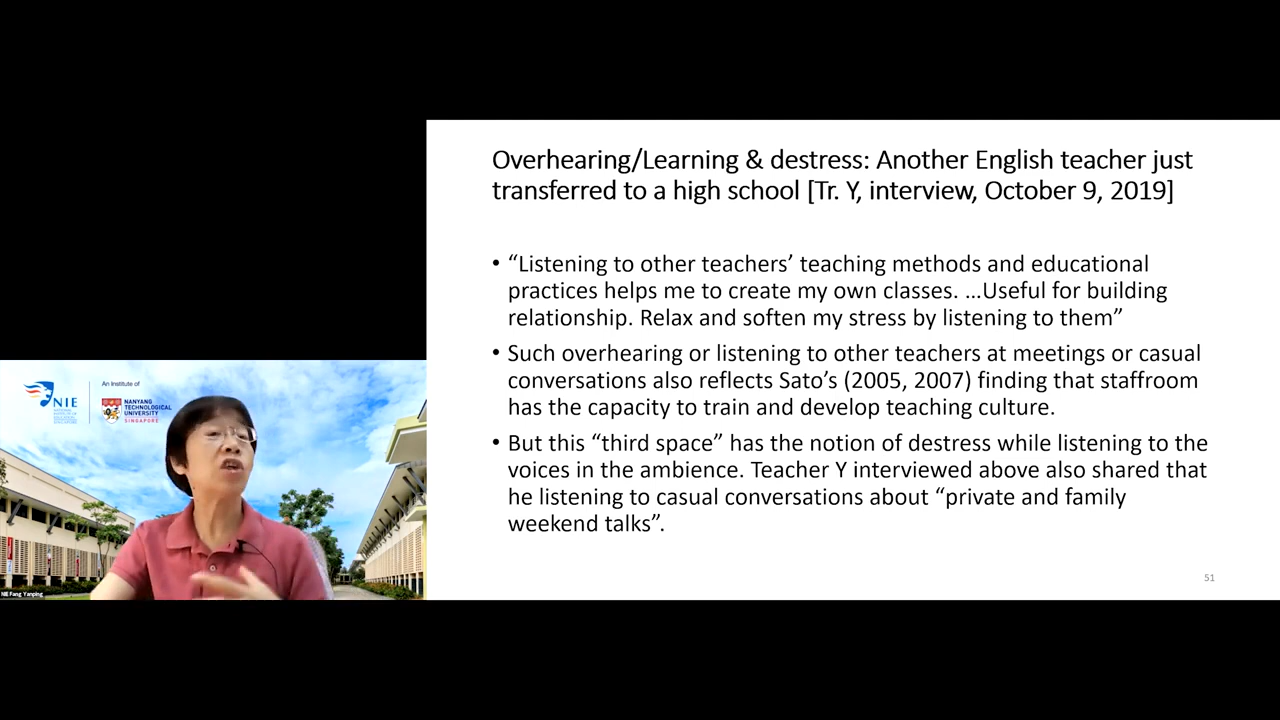 Overhearing/Learning & destress: Another English teacher just
transferred to a high school [Tr. Y, interview, October 9, 2019]
• “Listening to other teachers’ teaching methods and educational
practices helps me to create my own classes. …Useful for building
relationship. Relax and soften my stress by listening to them”
• Such overhearing or listening to other teachers at meetings or casual
conversations also reflects Sato’s (2005, 2007) finding that staffroom
has the capacity to train and develop teaching culture.
• But this “third space” has the notion of destress while listening to the
voices in the ambience. Teacher Y interviewed above also shared that
he listening to casual conversations about “private and family
weekend talks”.
51
NIE
An Institute of
NANYANG
TECHNOLOGICAL
UNIVERSITY
SINGAPORE
NIE Fang Yanping